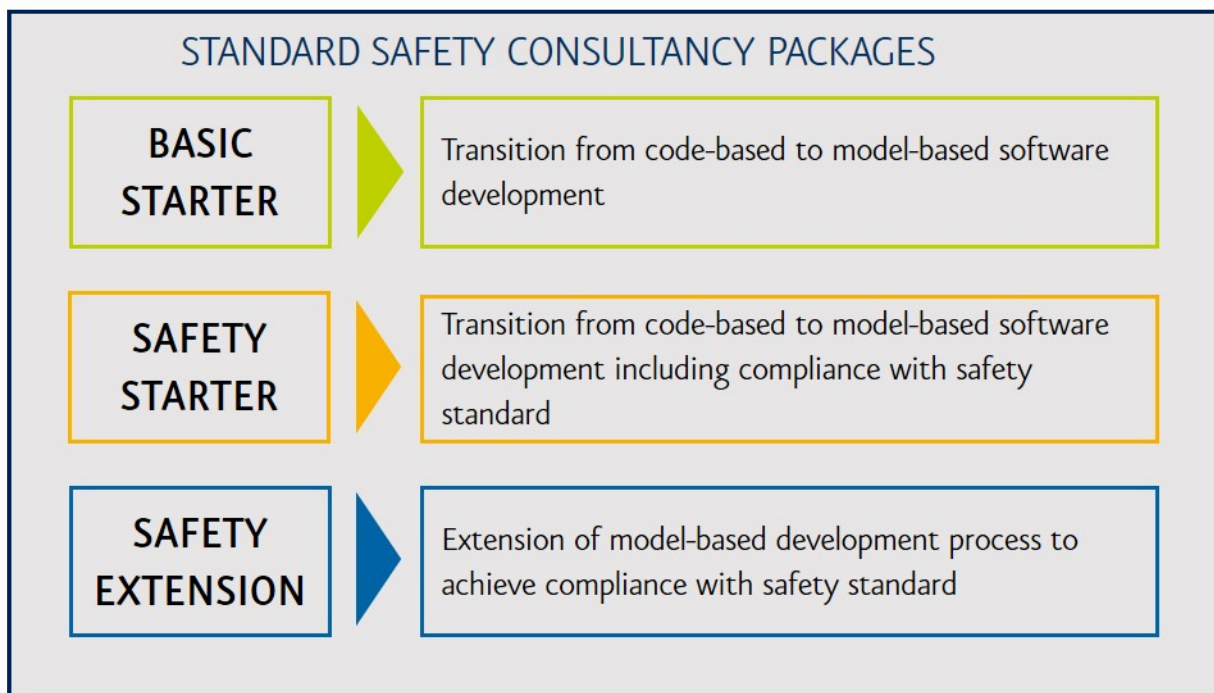 STANDARD SAFETY CONSULTANCY PACKAGES
BASIC
STARTER
Transition from code-based to model-based software
development
SAFETY
STARTER
Transition from code-based to model-based software
development including compliance with safety
standard
SAFETY
EXTENSION
Extension of model-based development process to
achieve compliance with safety standard